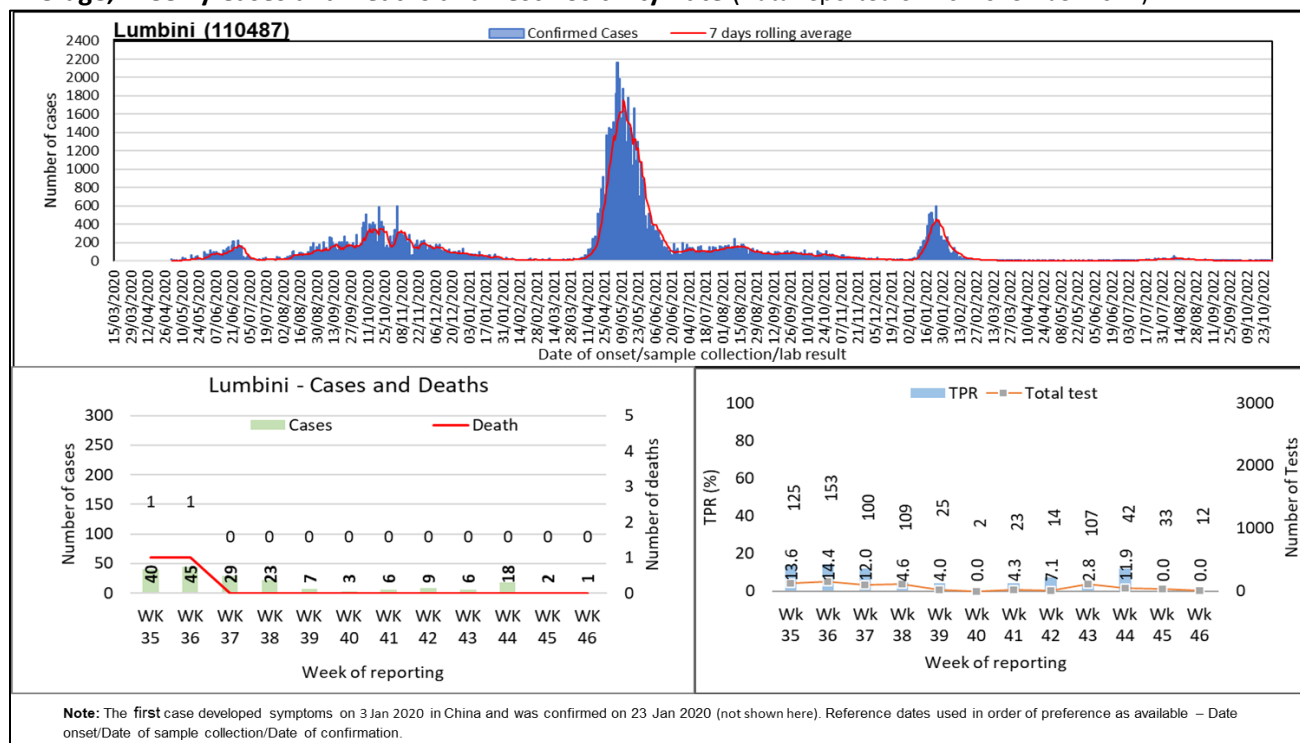 Lumbini (110487)
Confirmed Cases 7 days rolling average
Number of cases
2400
2200
2000
1800
1600
1400
1200
1000
800
600
400
200
0
15/03/2020 29/03/2020 12/04/2020 26/04/2020 10/05/2020 24/05/2020 07/06/2020 21/06/2020 05/07/2020 19/07/2020 02/08/2020 16/08/2020 30/08/2020 13/09/2020 27/09/2020 11/10/2020 25/10/2020 08/11/2020 22/11/2020 06/12/2020 20/12/2020 03/01/2021 17/01/2021 31/01/2021 14/02/2021 28/02/2021 14/03/2021 28/03/2021 11/04/2021 25/04/2021 09/05/2021 23/05/2021 06/06/2021 20/06/2021 04/07/2021 18/07/2021 01/08/2021 15/08/2021 29/08/2021 12/09/2021 26/09/2021 10/10/2021 24/10/2021 07/11/2021 21/11/2021 05/12/2021 19/12/2021 02/01/2022 16/01/2022 30/01/2022 13/02/2022 27/02/2022 13/03/2022 27/03/2022 10/04/2022 24/04/2022 08/05/2022 22/05/2022 05/06/2022 19/06/2022 03/07/2022 17/07/2022 31/07/2022 14/08/2022 28/08/2022 11/09/2022 25/09/2022 09/10/2022 23/10/2022
Date of onset/sample collection/lab result
Lumbini - Cases and Deaths
Cases Death
Number of cases
300
250
200
150
100
50
0
5
4
3
2
1
0
Number of deaths
1 1 0 0 0 0 0 0 0 0 0 0
40 45 29 23 7 3 6 9 6 18 2 1
WK WK WK WK WK WK WK WK WK WK WK WK
35 36 37 38 39 40 41 42 43 44 45 46
Week of reporting
TPR Total test
TPR (%)
100
80
60
40
20
0
3000
2000
1000
0
Number of Tests
125 153 100 109 25 2 23 14 107 42 33 12
13.6 14.4 12.0 4.6 4.0 0.0 4.3 7.1 2.8 11.9 0.0 0.0
Wk Wk Wk Wk Wk Wk Wk Wk Wk Wk Wk Wk
35 36 37 38 39 40 41 42 43 44 45 46
Week of reporting
Note: The first case developed symptoms on 3 Jan 2020 in China and was confirmed on 23 Jan 2020 (not shown here). Reference dates used in order of preference as available – Date
onset/Date of sample collection/Date of confirmation.